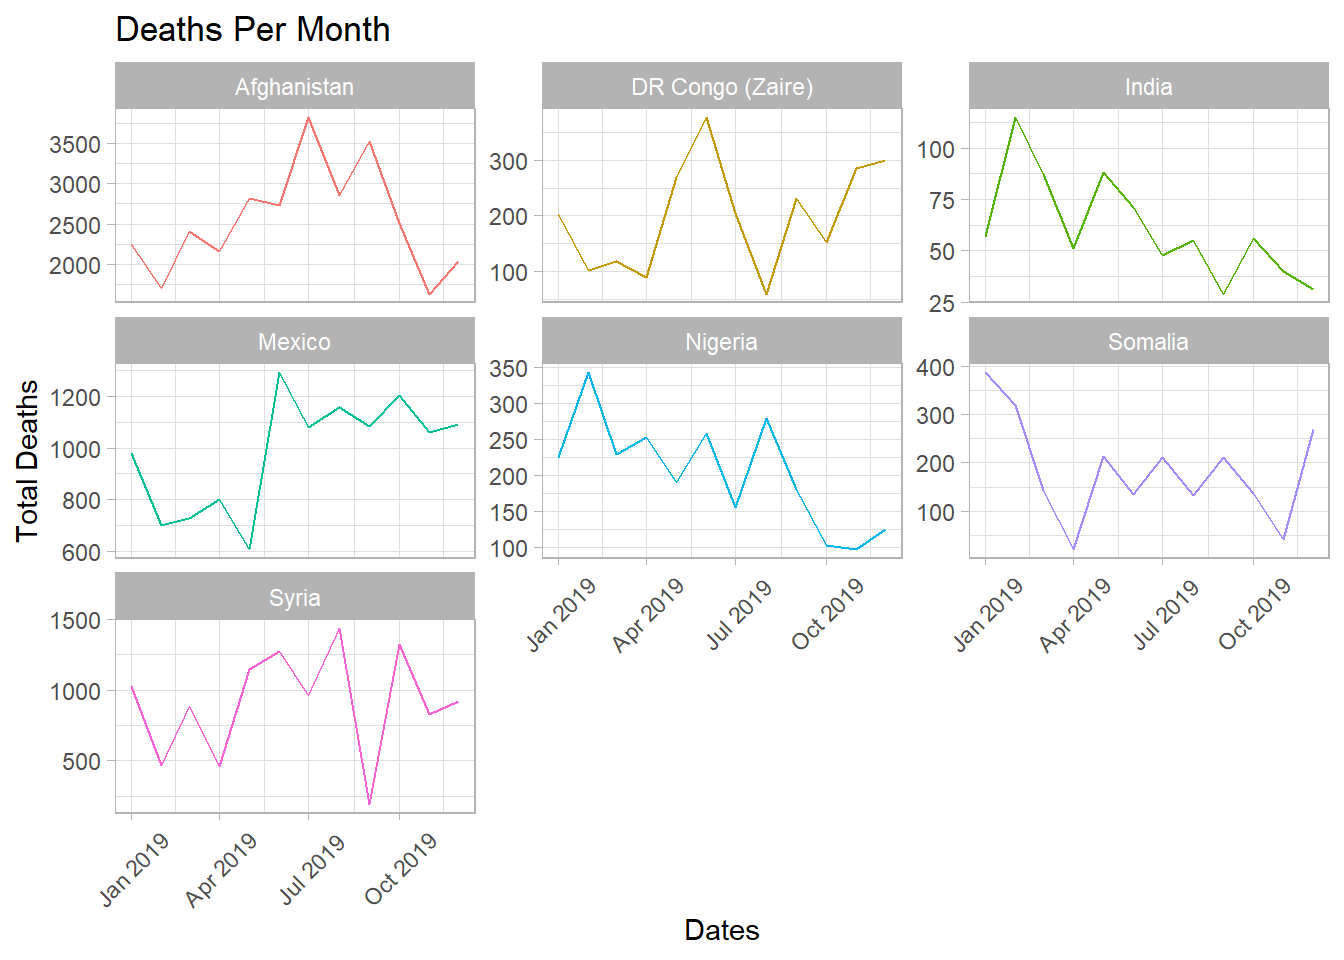 Deaths Per Month
Afghanistan
DR Congo (Zaire)
India
3500
3000
2500
2000
300
200
100
100
75
50
25
Mexico
Nigeria
Somalia
1200
1000
800
600
350
300
250
200
150
100
400
300
200
100
Jan 2019
Apr 2019
Jul 2019
Oct 2019
Jan 2019
Apr 2019
Jul 2019
Oct 2019
Syria
1500
1000
500
Jan 2019
Apr 2019
Jul 2019
Oct 2019
Total Deaths
Dates